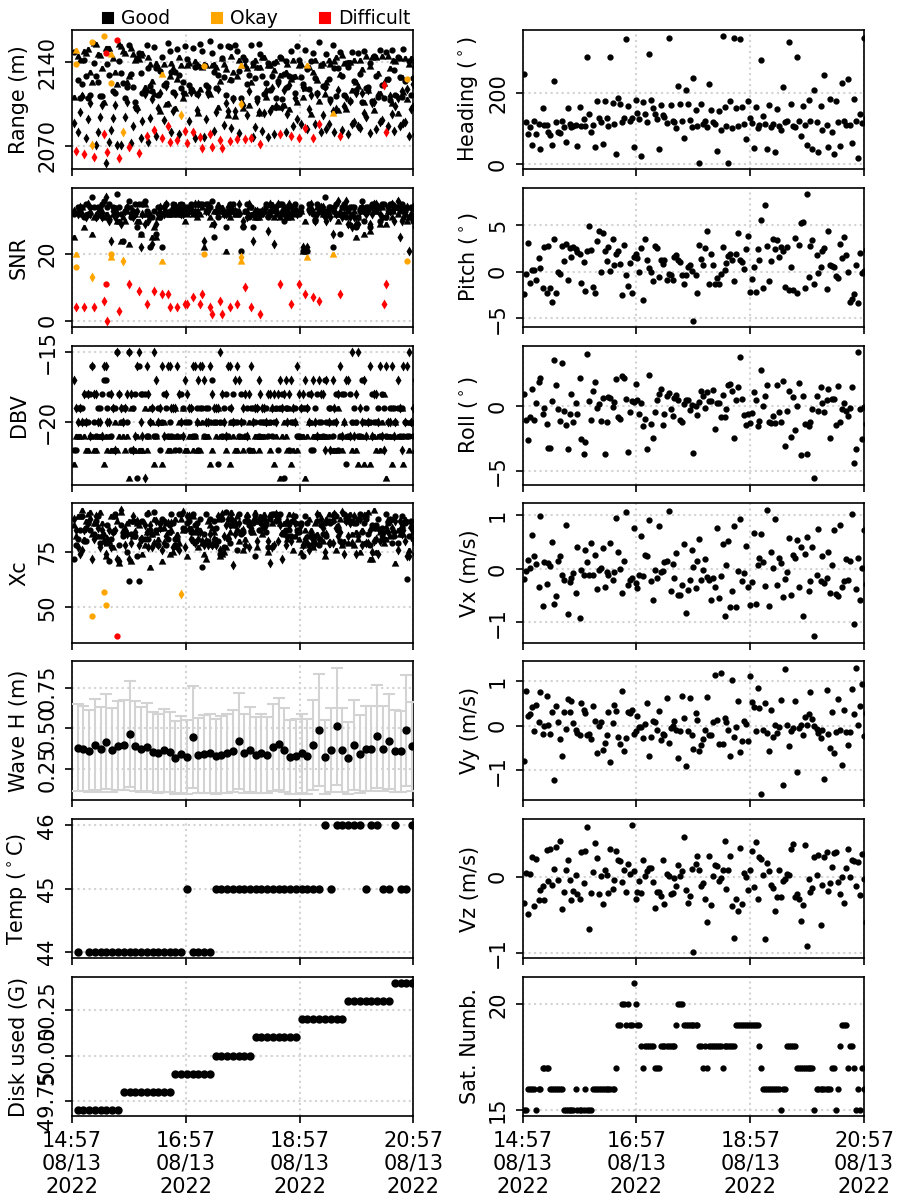 Good Okay Difficult
Range (m)
2140
2070
Heading (°)
200
0
SNR
20
0
Pitch (°)
5
0
−5
DBV
−15
−20
Roll (°)
0
−5
Xc
75
50
Vx (m/s)
1
0
−1
Wave H (m)
0.75
0.50
0.25
Vy (m/s)
1
0
−1
Temp (°C)
46
45
44
Vz (m/s)
0
−1
Disk used (G)
50.25
50.00
49.75
Sat. Numb.
20
15
14:57 16:57 18:57 20:57
08/13 08/13 08/13 08/13
2022 2022 2022 2022
14:57 16:57 18:57 20:57
08/13 08/13 08/13 08/13
2022 2022 2022 2022